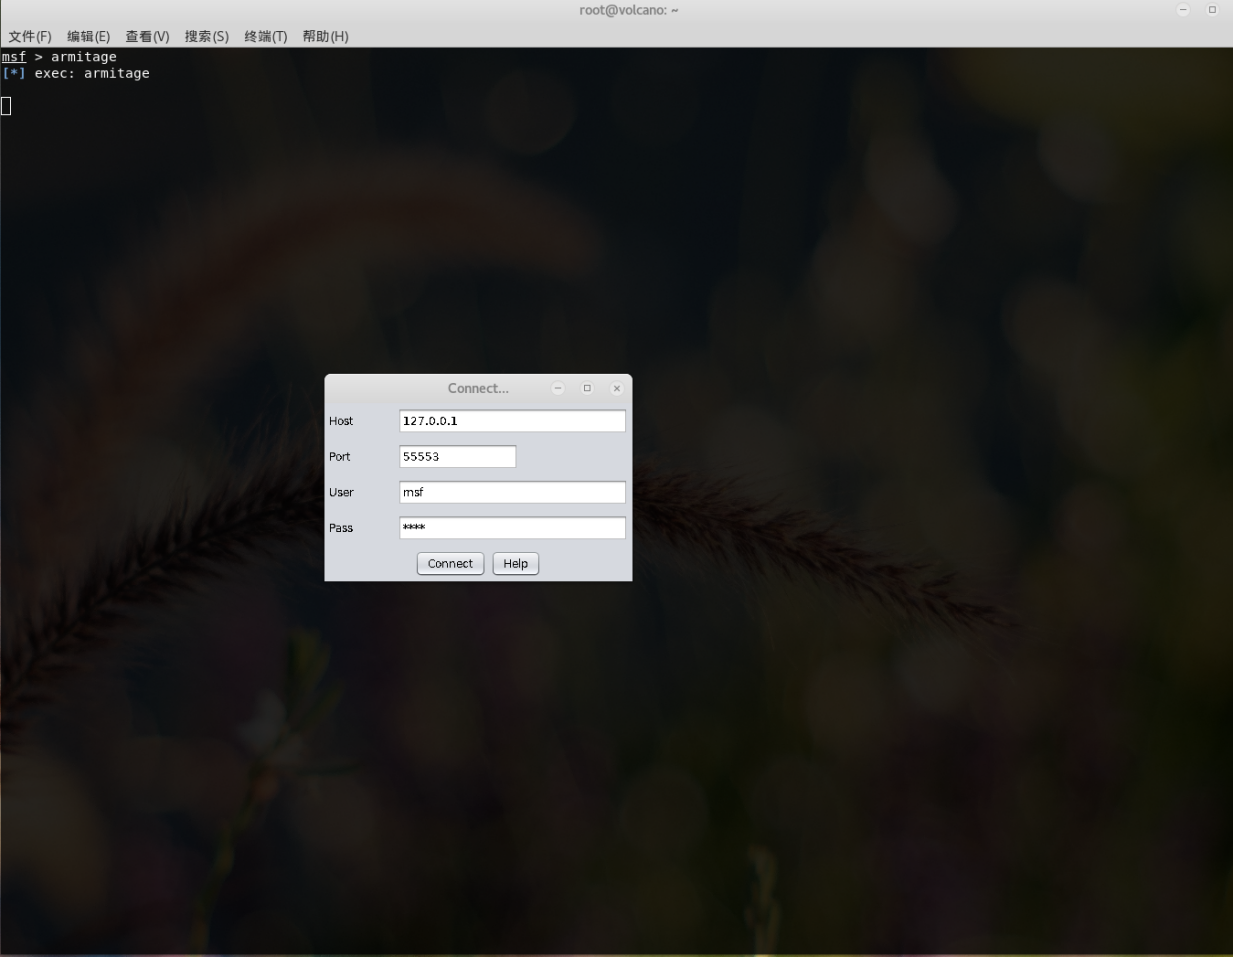 root@volcano: ~
文件(F) 编辑(E) 查看(V) 搜索(S) 终端(T) 帮助(H)
msf > armitage
[*] exec: armitage
Connect...
Host 127.0.0.1
Port 55553
User msf
Pass ****
Connect Help